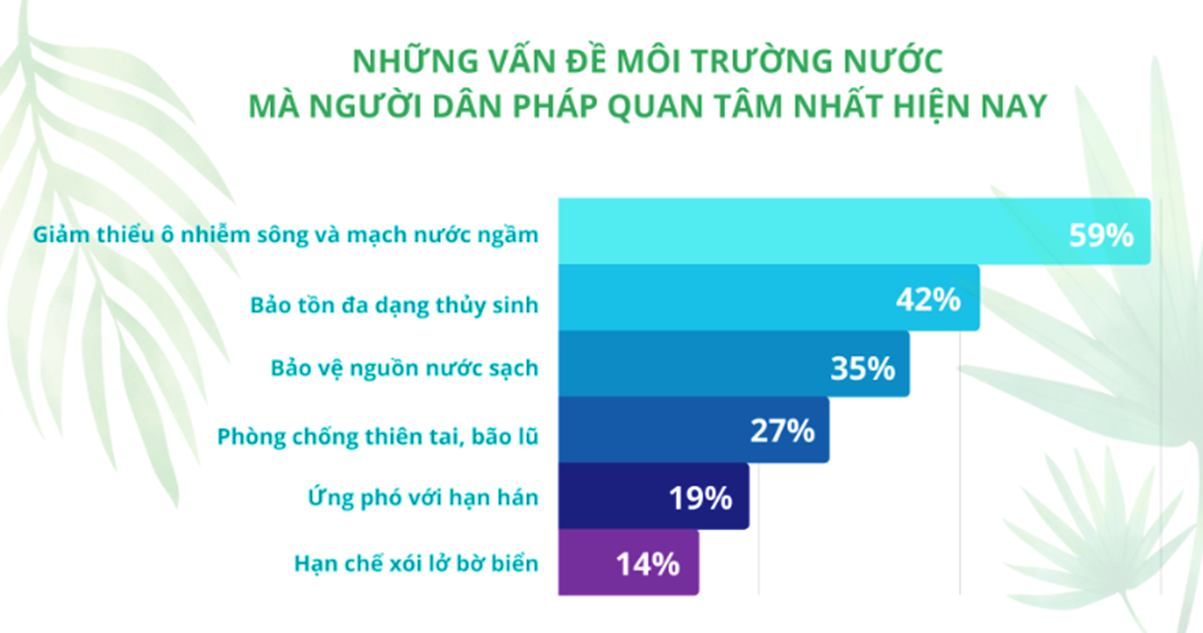 NHỮNG VẤN ĐỀ MÔI TRƯỜNG NƯỚC
MÀ NGƯỜI DÂN PHÁP QUAN TÂM NHẤT HIỆN NAY
Giảm thiểu ô nhiễm sông và mạch nước ngầm 59%
Bảo tồn đa dạng thủy sinh 42%
Bảo vệ nguồn nước sạch 35%
Phòng chống thiên tai, bão lũ 27%
Ứng phó với hạn hán 19%
Hạn chế xói lở bờ biển 14%